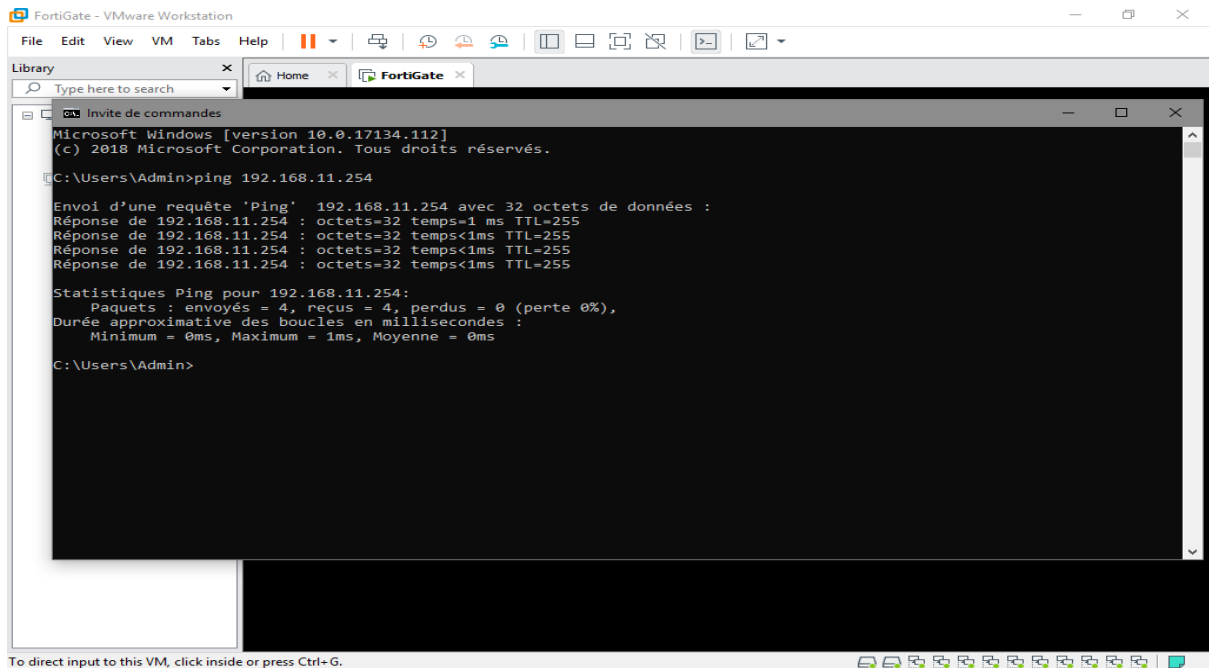 FortiGate - VMware Workstation
File Edit View VM Tabs Help
Library
Type here to search
Home
FortiGate
Invite de commandes
Microsoft Windows [version 10.0.17134.112]
(c) 2018 Microsoft Corporation. Tous droits réservés.
C:\Users\Admin>ping 192.168.11.254
Envoi d’une requête 'Ping'  192.168.11.254 avec 32 octets de données :
Réponse de 192.168.11.254 : octets=32 temps=1 ms TTL=255
Réponse de 192.168.11.254 : octets=32 temps<1ms TTL=255
Réponse de 192.168.11.254 : octets=32 temps<1ms TTL=255
Réponse de 192.168.11.254 : octets=32 temps<1ms TTL=255
Statistiques Ping pour 192.168.11.254:
Paquets : envoyés = 4, reçus = 4, perdus = 0 (perte 0%),
Durée approximative des boucles en millisecondes :
Minimum = 0ms, Maximum = 1ms, Moyenne = 0ms
C:\Users\Admin>
To direct input to this VM, click inside or press Ctrl+G.